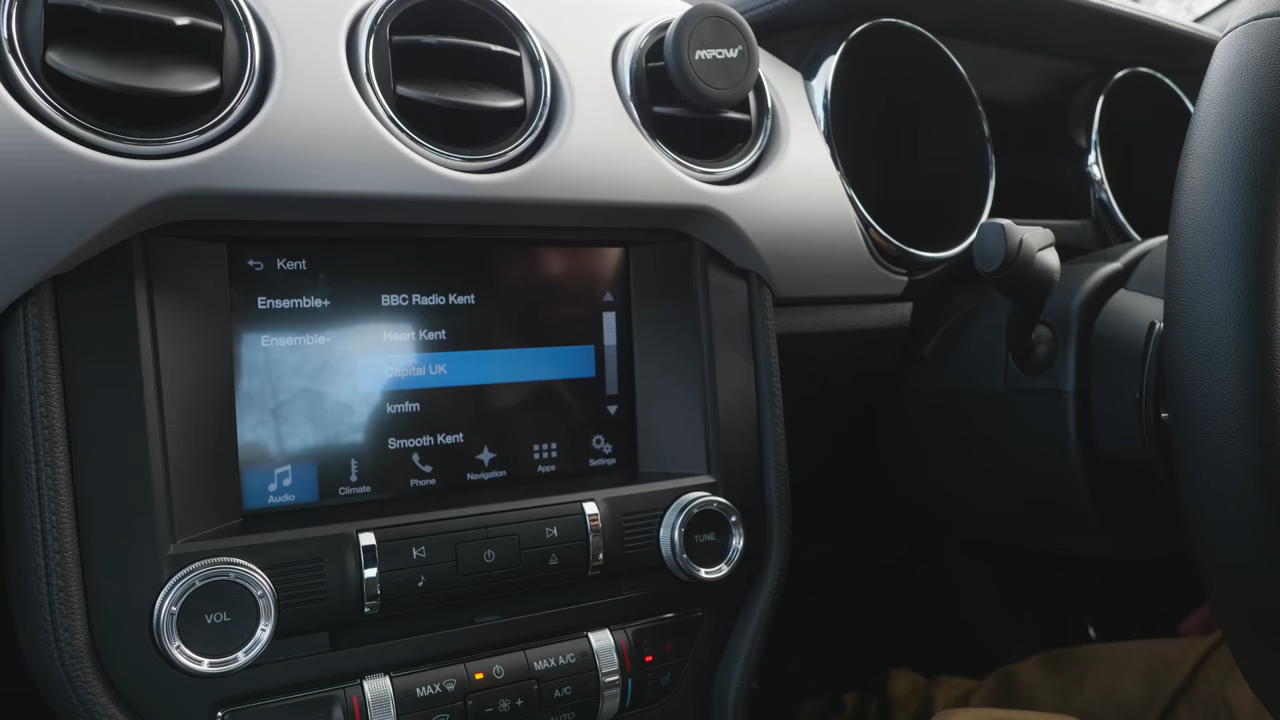 MPOW
Kent
Ensemble+
BBC Radio Kent
Ensemble-
Heart Kent
Capital UK
kmfm
Smooth Kent
Audio
Climate
Phone
Navigation
Apps
Settings
TUNE
VOL
MAX
MAX A/C
A/C
AUTO